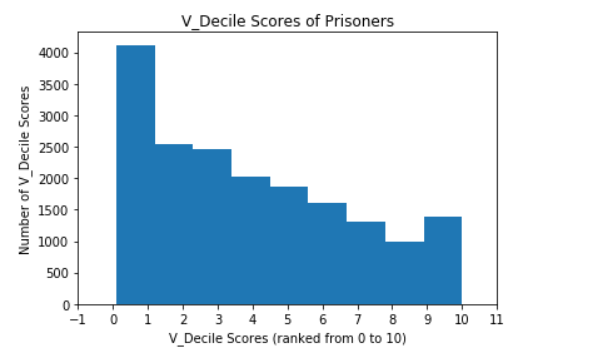 V_Decile Scores of Prisoners
Number of V_Decile Scores
4000
3500
3000
2500
2000
1500
1000
500
0
−1 0 1 2 3 4 5 6 7 8 9 10 11
V_Decile Scores (ranked from 0 to 10)